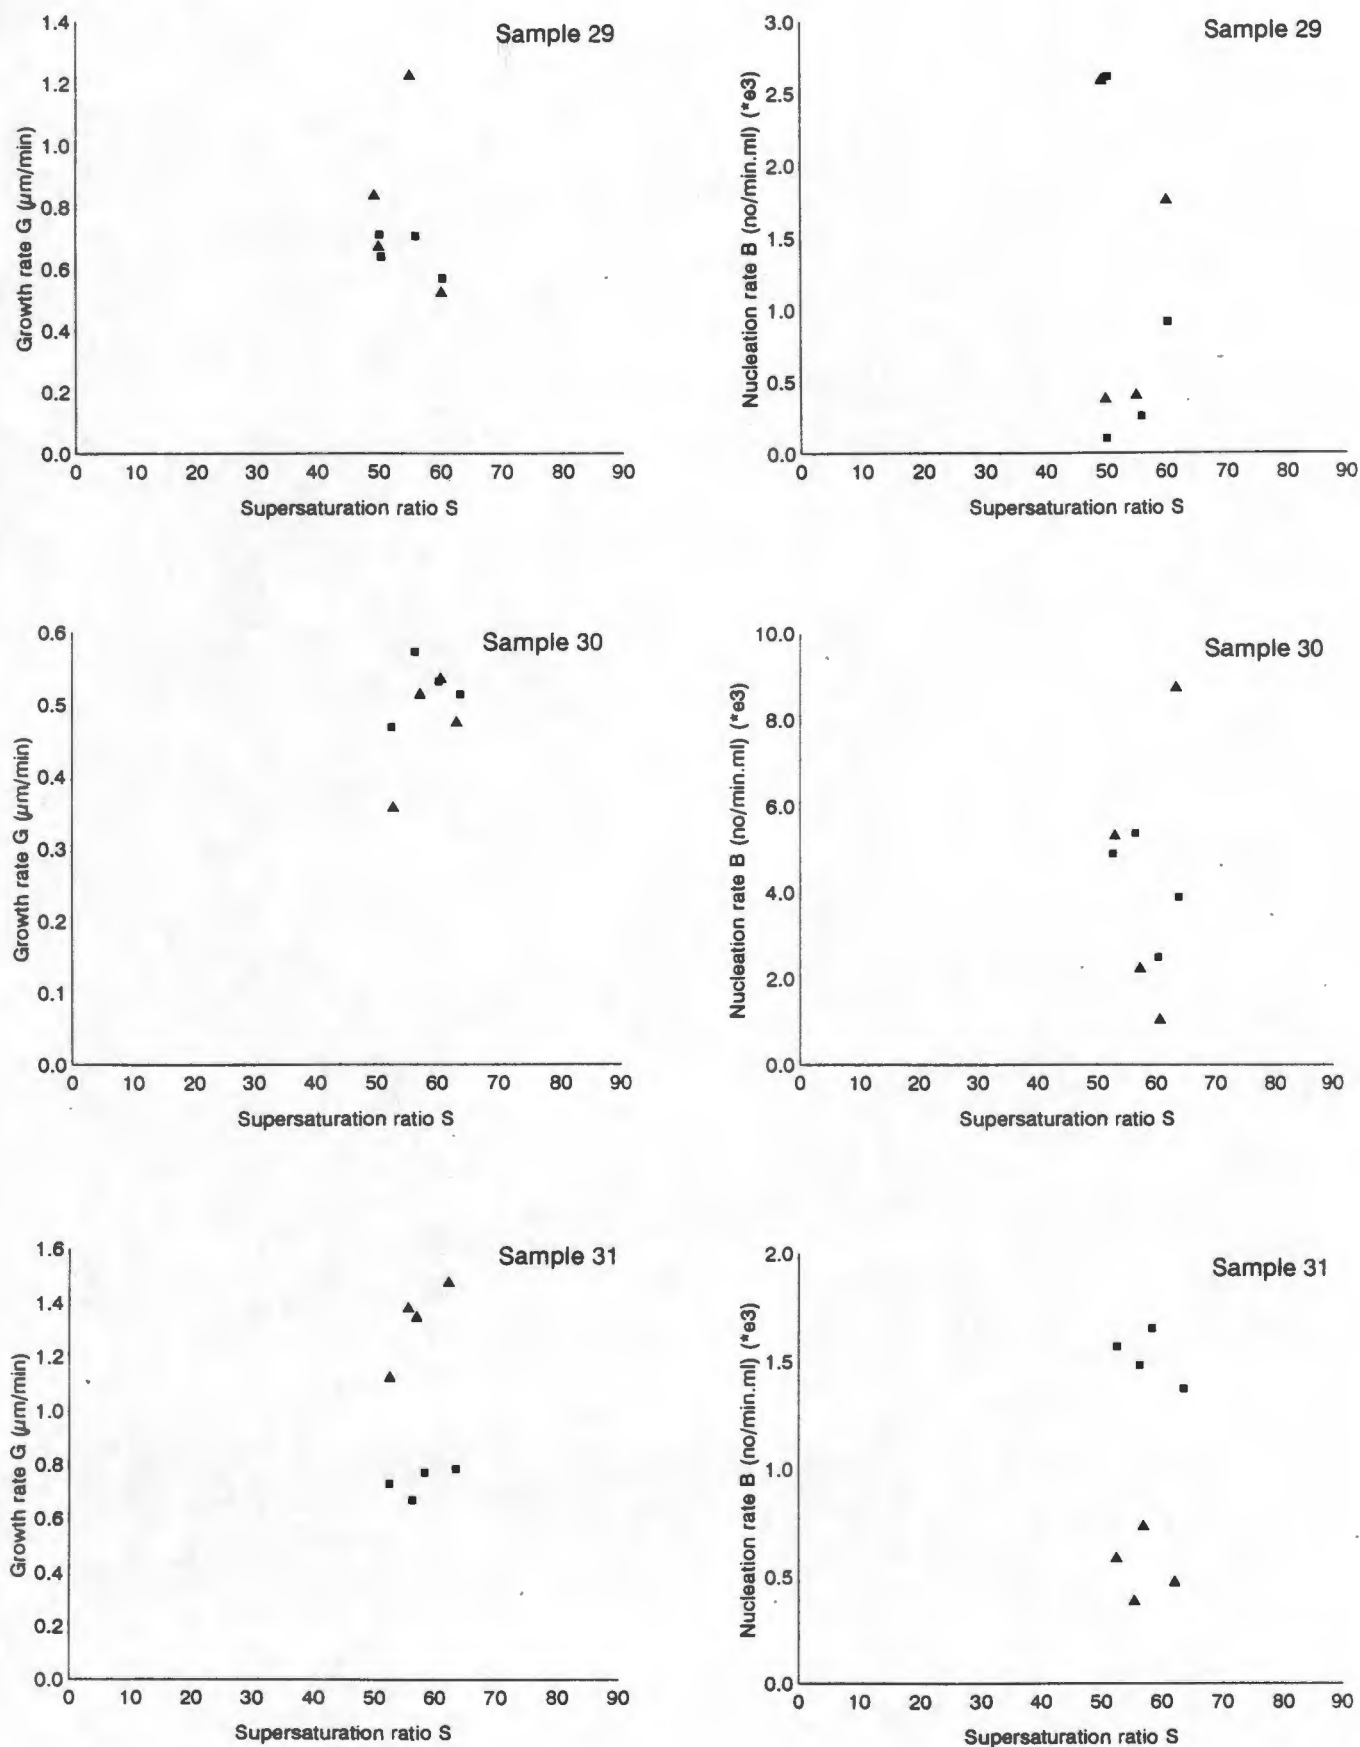 Sample 29
Growth rate G (μm/min)
1.4
1.2
1.0
0.8
0.6
0.4
0.2
0.0
0 10 20 30 40 50 60 70 80 90
Supersaturation ratio S
Sample 29
Nucleation rate B (no/min.ml) (*e3)
3.0
2.5
2.0
1.5
1.0
0.5
0.0
0 10 20 30 40 50 60 70 80 90
Supersaturation ratio S
Sample 30
Growth rate G (μm/min)
0.6
0.5
0.4
0.3
0.2
0.1
0.0
0 10 20 30 40 50 60 70 80 90
Supersaturation ratio S
Sample 30
Nucleation rate B (no/min.ml) (*e3)
10.0
8.0
6.0
4.0
2.0
0.0
0 10 20 30 40 50 60 70 80 90
Supersaturation ratio S
Sample 31
Growth rate G (μm/min)
1.6
1.4
1.2
1.0
0.8
0.6
0.4
0.2
0.0
0 10 20 30 40 50 60 70 80 90
Supersaturation ratio S
Sample 31
Nucleation rate B (no/min.ml) (*e3)
2.0
1.5
1.0
0.5
0.0
0 10 20 30 40 50 60 70 80 90
Supersaturation ratio S